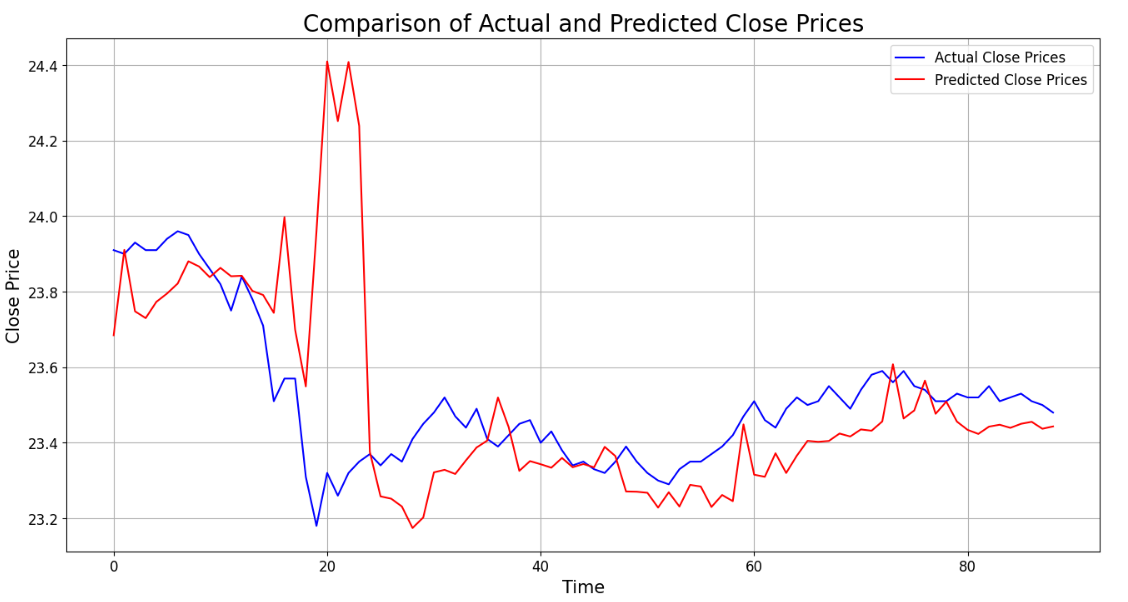 Comparison of Actual and Predicted Close Prices
Actual Close Prices
Predicted Close Prices
Close Price
24.4
24.2
24.0
23.8
23.6
23.4
23.2
0 20 40 60 80
Time